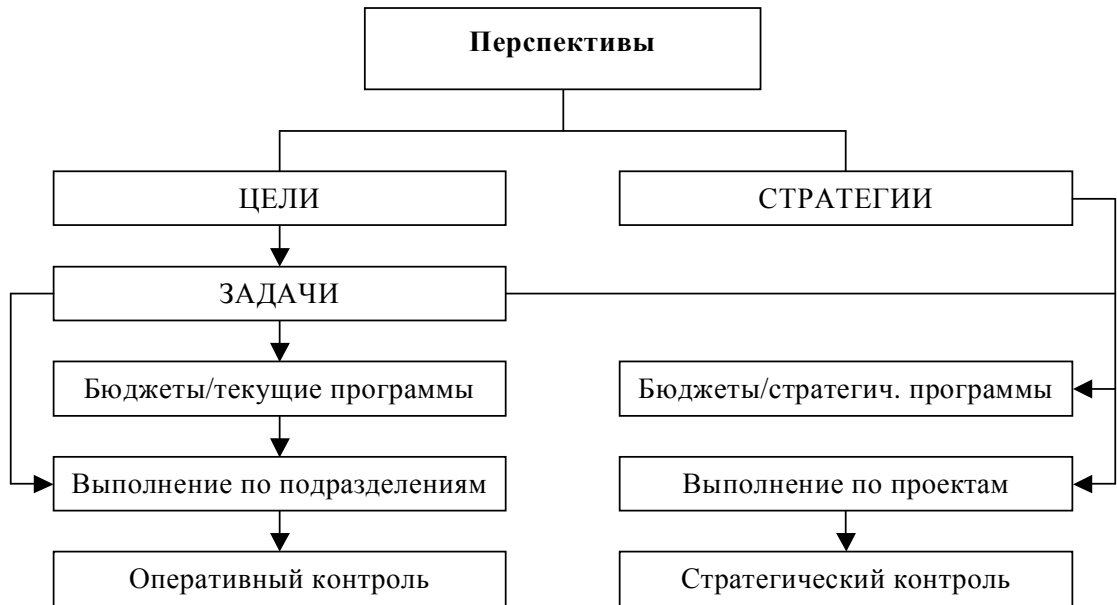 Перспективы
ЦЕЛИ
СТРАТЕГИИ
ЗАДАЧИ
Бюджеты/текущие программы
Бюджеты/стратегич. программы
Выполнение по подразделениям
Выполнение по проектам
Оперативный контроль
Стратегический контроль